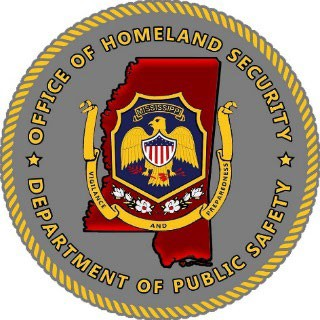 OFFICE OF HOMELAND SECURITY
MISSISSIPPI
VIGILANCE
AND
PREPAREDNESS
DEPARTMENT OF PUBLIC SAFETY